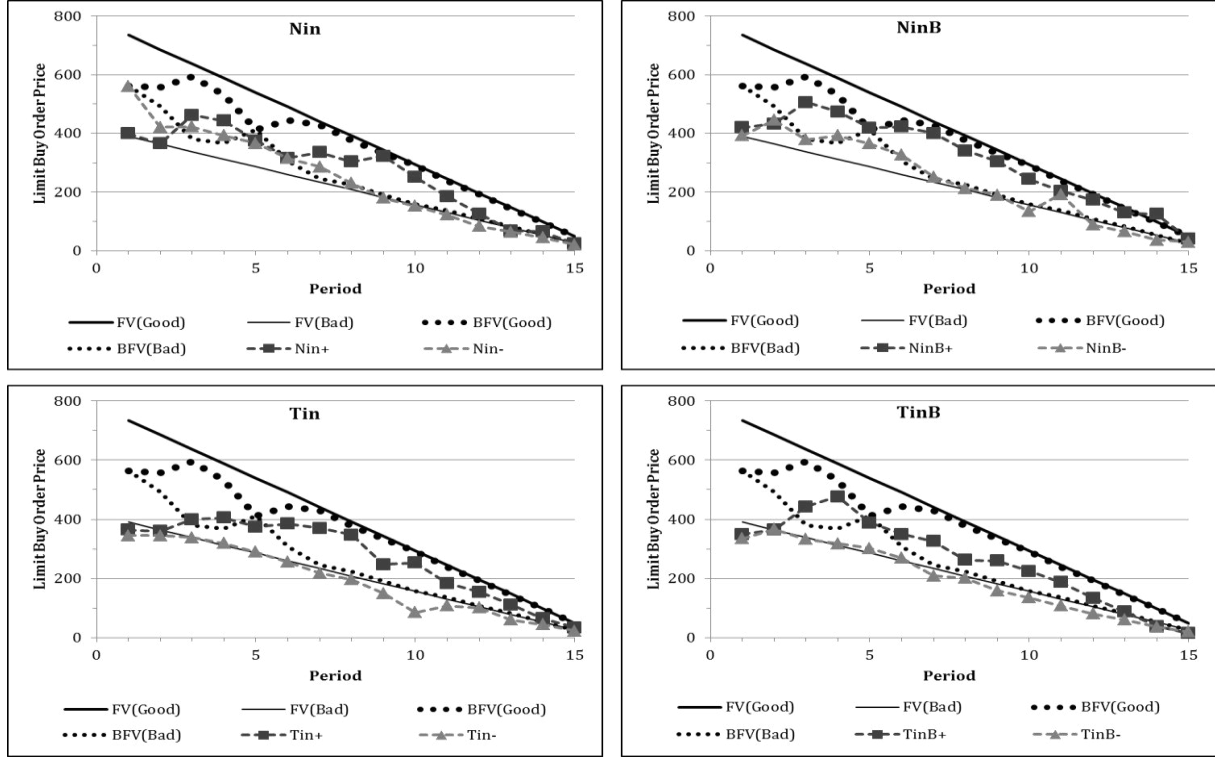 Nin
800
600
400
200
0
Limit Buy Order Price
0 5 10 15
Period
FV(Good) FV(Bad) BFV(Good)
BFV(Bad) Nin+ Nin-
NinB
800
600
400
200
0
Limit Buy Order Price
0 5 10 15
Period
FV(Good) FV(Bad) BFV(Good)
BFV(Bad) NinB+ NinB-
Tin
800
600
400
200
0
Limit Buy Order Price
0 5 10 15
Period
FV(Good) FV(Bad) BFV(Good)
BFV(Bad) Tin+ Tin-
TinB
800
600
400
200
0
Limit Buy Order Price
0 5 10 15
Period
FV(Good) FV(Bad) BFV(Good)
BFV(Bad) TinB+ TinB-